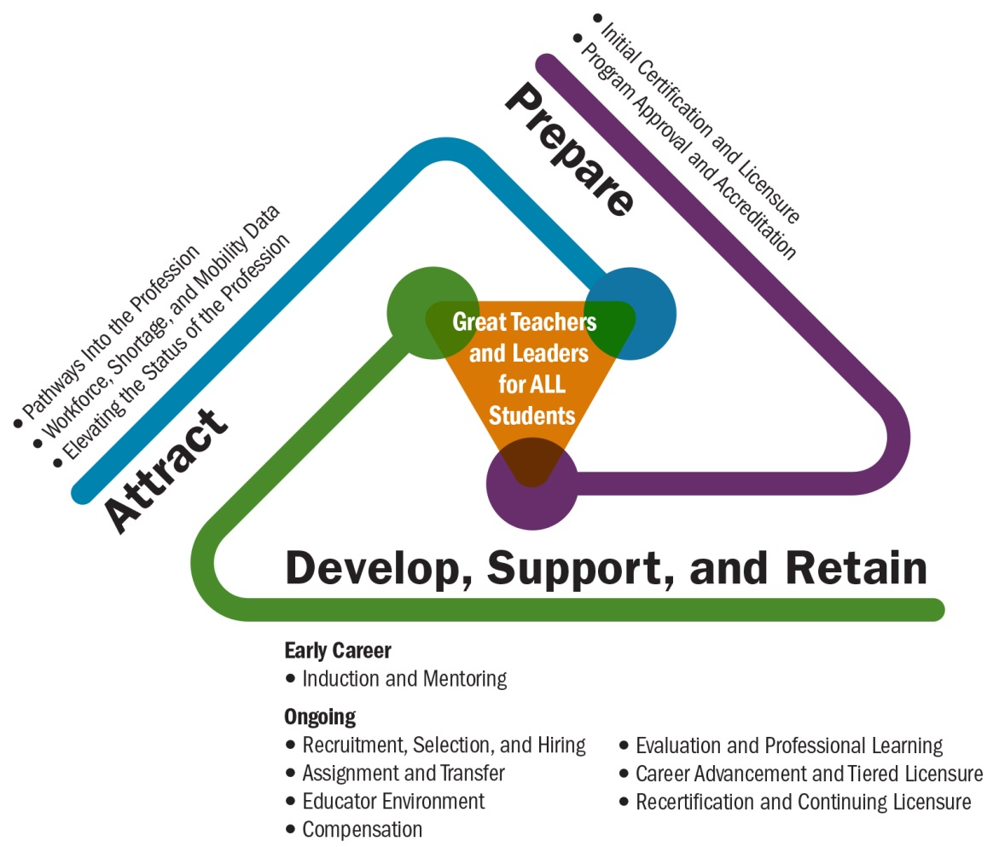 • Initial Certification and Licensure
• Program Approval and Accreditation
Prepare
• Pathways Into the Profession
• Workforce, Shortage, and Mobility Data
• Elevating the Status of the Profession
Attract
Great Teachers
and Leaders
for ALL
Students
Develop, Support, and Retain
Early Career
• Induction and Mentoring
Ongoing
• Recruitment, Selection, and Hiring
• Assignment and Transfer
• Educator Environment
• Compensation
• Evaluation and Professional Learning
• Career Advancement and Tiered Licensure
• Recertification and Continuing Licensure